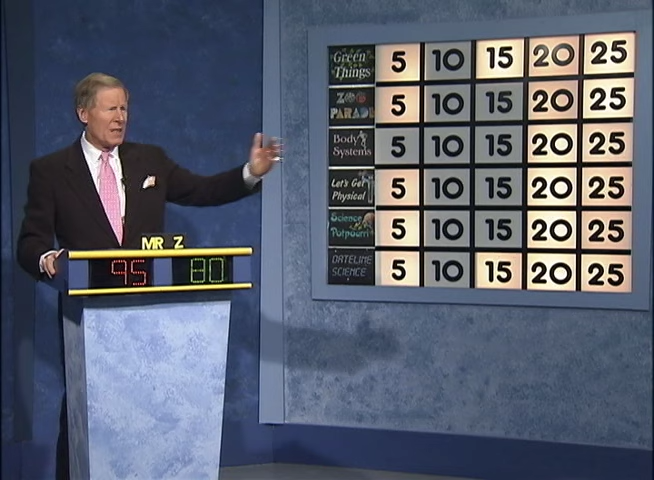 Green Things 5 10 15 20 25
ZOO PARADE 5 10 15 20 25
Body Systems 5 10 15 20 25
Let's Get Physical 5 10 15 20 25
Science Potpourri 5 10 15 20 25
DATELINE SCIENCE 5 10 15 20 25
MR Z
95 80